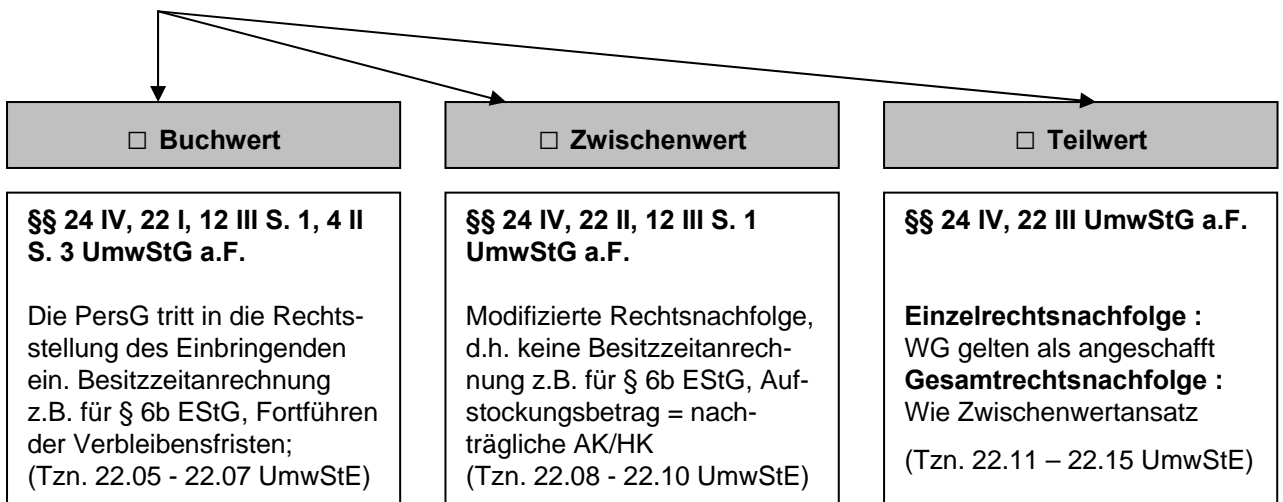 □ Buchwert
□ Zwischenwert
□ Teilwert
§§ 24 IV, 22 I, 12 III S. 1, 4 II
S. 3 UmwStG a.F.
Die PersG tritt in die Rechts-
stellung des Einbringenden
ein. Besitzzeitanrechnung
z.B. für § 6b EStG, Fortführen
der Verbleibensfristen;
(Tzn. 22.05 - 22.07 UmwStE)
§§ 24 IV, 22 II, 12 III S. 1
UmwStG a.F.
Modifizierte Rechtsnachfolge,
d.h. keine Besitzzeitanrech-
nung z.B. für § 6b EStG, Auf-
stockungsbetrag = nach-
trägliche AK/HK
(Tzn. 22.08 - 22.10 UmwStE)
§§ 24 IV, 22 III UmwStG a.F.
Einzelrechtsnachfolge :
WG gelten als angeschafft
Gesamtrechtsnachfolge :
Wie Zwischenwertansatz
(Tzn. 22.11 – 22.15 UmwStE)